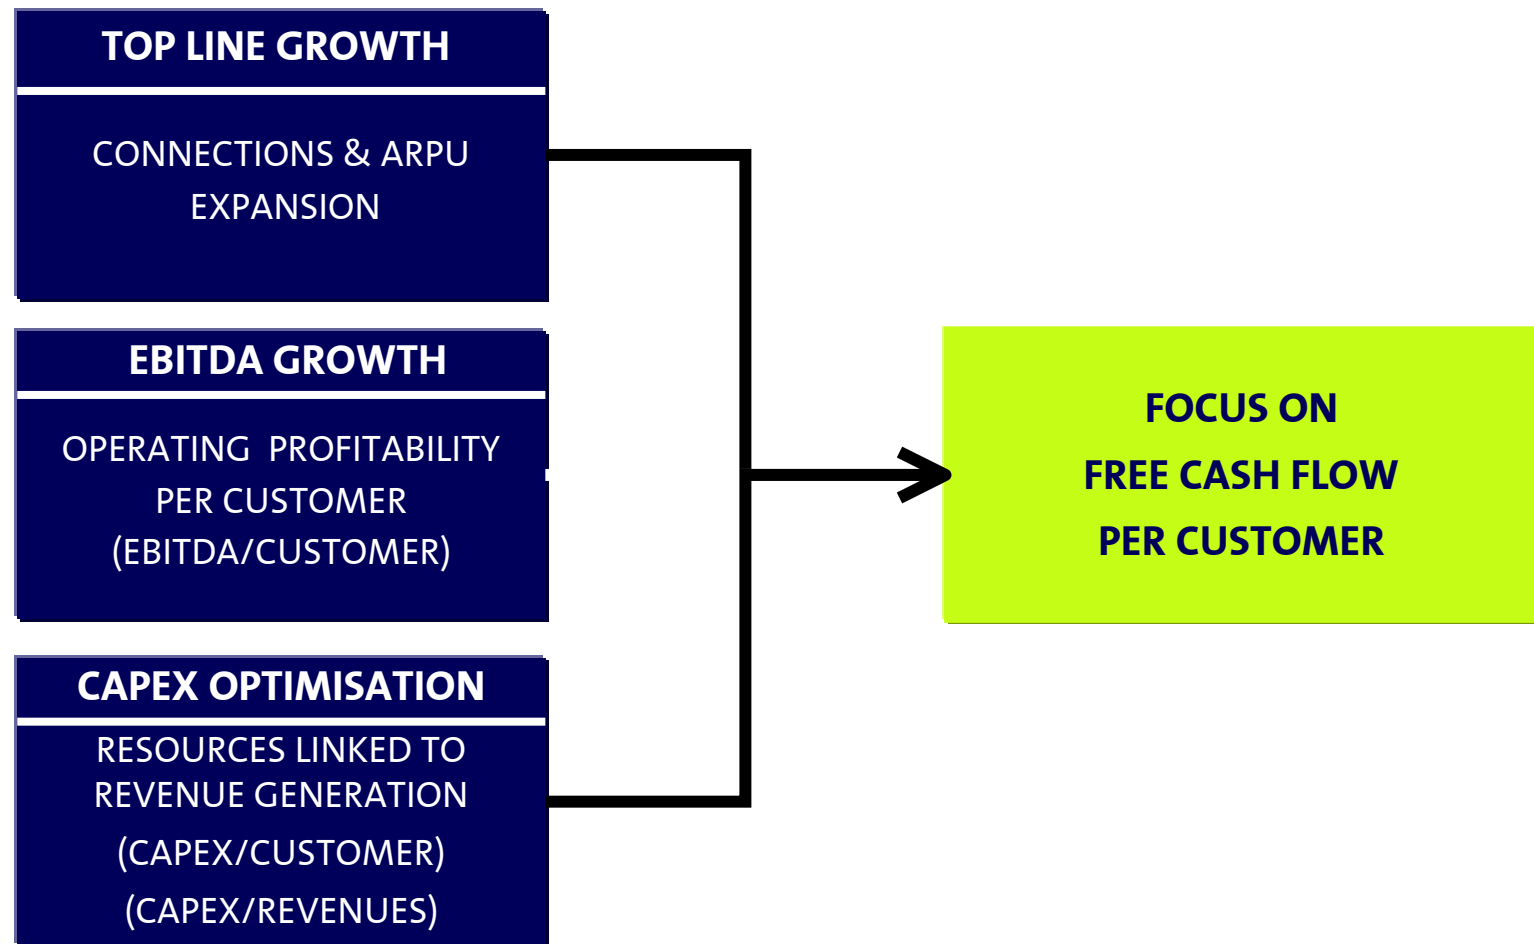 TOP LINE GROWTH
CONNECTIONS & ARPU
EXPANSION
EBITDA GROWTH
OPERATING PROFITABILITY
PER CUSTOMER
(EBITDA/CUSTOMER)
CAPEX OPTIMISATION
RESOURCES LINKED TO
REVENUE GENERATION
(CAPEX/CUSTOMER)
(CAPEX/REVENUES)
FOCUS ON
FREE CASH FLOW
PER CUSTOMER